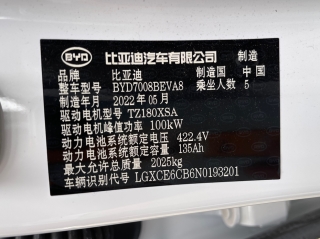 BYD 比亚迪汽车有限公司 制造
品牌 比亚迪 制造国 中国
整车型号 BYD7008BEVA8 乘坐人数 5
制造年月 2022年05月
驱动电机型号 TZ180XSA
驱动电机峰值功率 100kW
动力电池系统额定电压 422.4V
动力电池系统额定容量 135Ah
最大允许总质量 2025kg
车辆识别代号 LGXCE6CB6N0193201